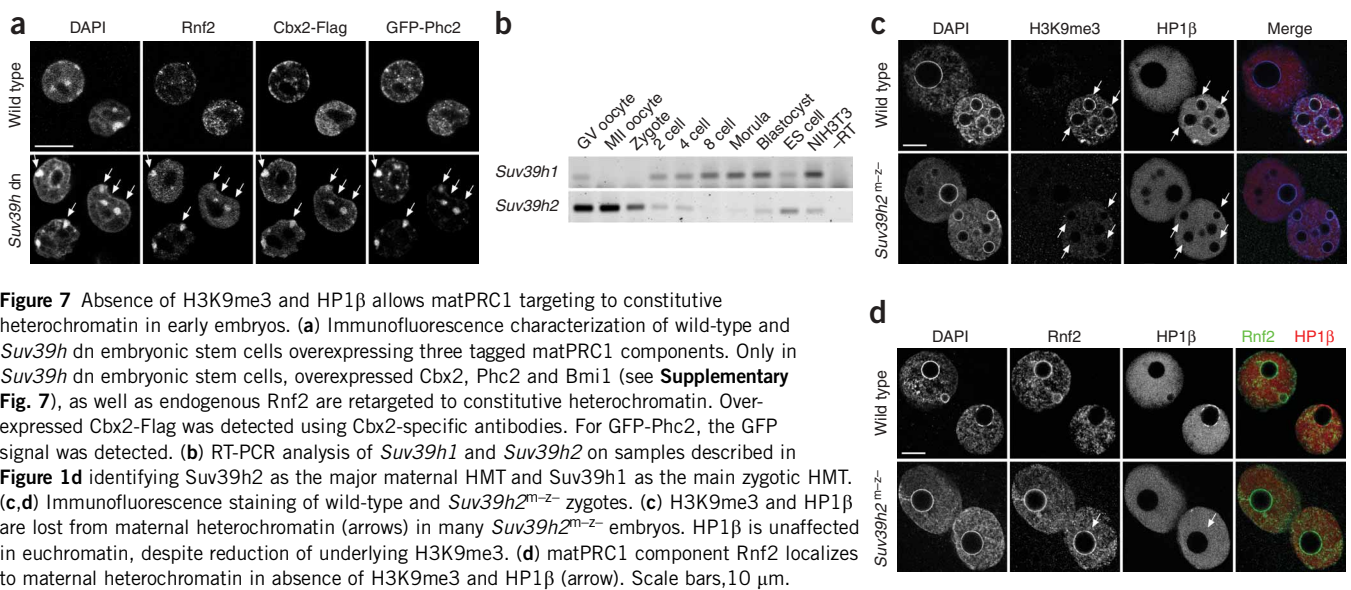 a
DAPI Rnf2 Cbx2-Flag GFP-Phc2
Wild type
Suv39h dn
b
GV oocyte
MII oocyte
Zygote
2 cell
4 cell
8 cell
Morula
Blastocyst
ES cell
NIH3T3
–RT
Suv39h1
Suv39h2
c
DAPI H3K9me3 HP1β Merge
Wild type
Suv39h2 m–z–
d
DAPI Rnf2 HP1β Rnf2 HP1β
Wild type
Suv39h2 m–z–
Figure 7 Absence of H3K9me3 and HP1β allows matPRC1 targeting to constitutive
heterochromatin in early embryos. (a) Immunofluorescence characterization of wild-type and
Suv39h dn embryonic stem cells overexpressing three tagged matPRC1 components. Only in
Suv39h dn embryonic stem cells, overexpressed Cbx2, Phc2 and Bmi1 (see Supplementary
Fig. 7), as well as endogenous Rnf2 are retargeted to constitutive heterochromatin. Over-
expressed Cbx2-Flag was detected using Cbx2-specific antibodies. For GFP-Phc2, the GFP
signal was detected. (b) RT-PCR analysis of Suv39h1 and Suv39h2 on samples described in
Figure 1d identifying Suv39h2 as the major maternal HMT and Suv39h1 as the main zygotic HMT.
(c,d) Immunofluorescence staining of wild-type and Suv39h2m–z– zygotes. (c) H3K9me3 and HP1β
are lost from maternal heterochromatin (arrows) in many Suv39h2m–z– embryos. HP1β is unaffected
in euchromatin, despite reduction of underlying H3K9me3. (d) matPRC1 component Rnf2 localizes
to maternal heterochromatin in absence of H3K9me3 and HP1β (arrow). Scale bars,10 μm.